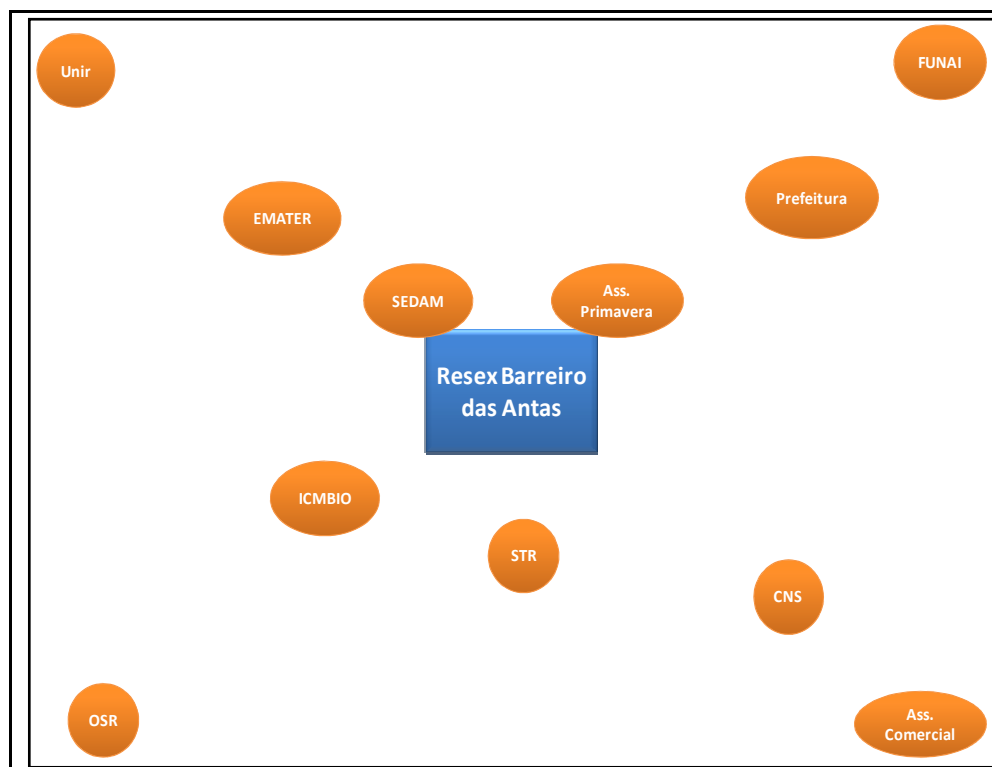 Unir
FUNAI
Prefeitura
EMATER
SEDAM
Ass.
Primavera
Resex Barreiro
das Antas
ICMBIO
STR
CNS
OSR
Ass.
Comercial